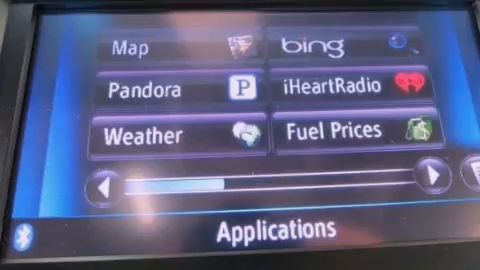 Map
bing
Pandora
P
iHeartRadio
Weather
Fuel Prices
Applications